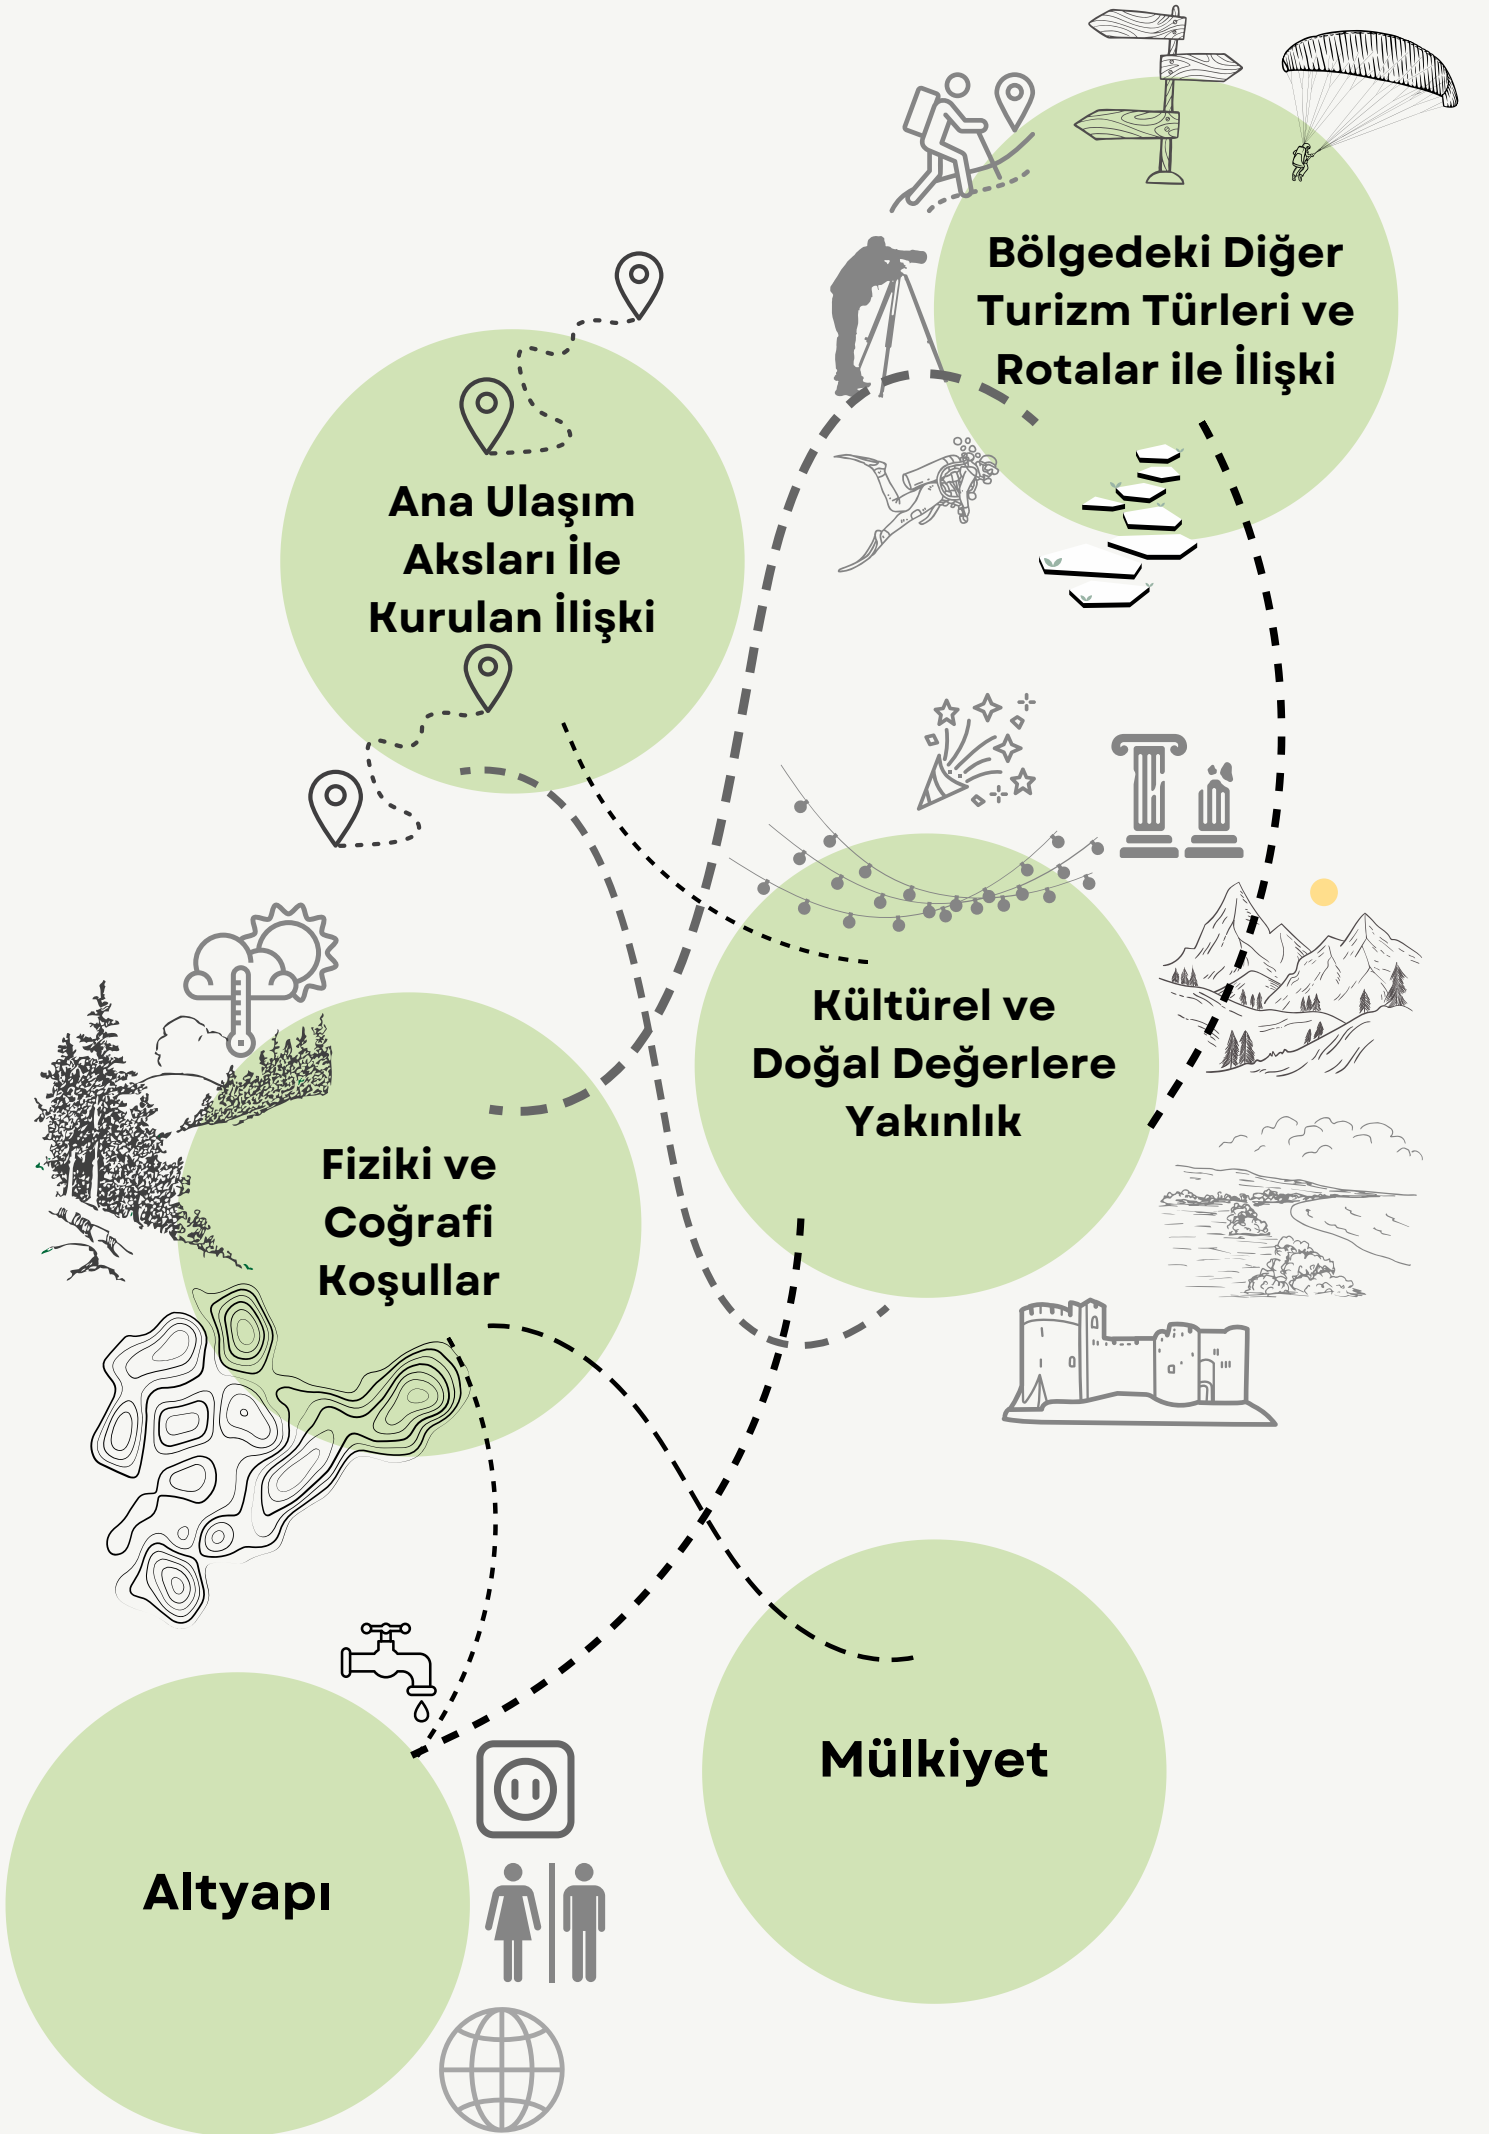 Bölgedeki Diğer
Turizm Türleri ve
Rotalar ile İlişki
Ana Ulaşım
Aksları İle
Kurulan İlişki
Kültürel ve
Doğal Değerlere
Yakınlık
Fiziki ve
Coğrafi
Koşullar
Mülkiyet
Altyapı